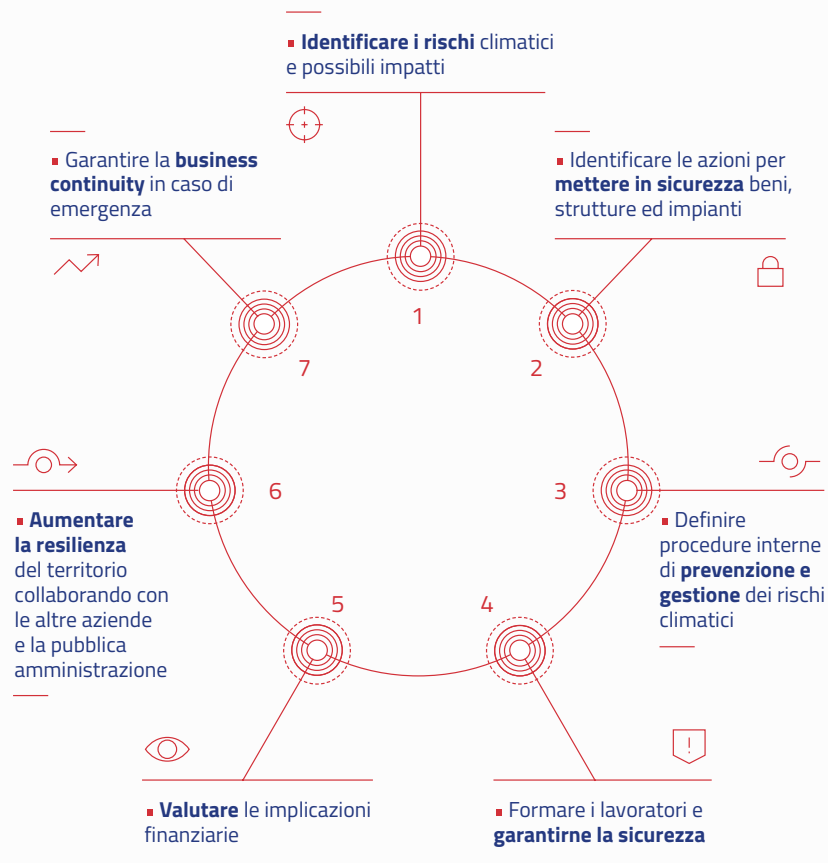 ▪ Identificare i rischi climatici
e possibili impatti
1
▪ Identificare le azioni per
mettere in sicurezza beni,
strutture ed impianti
2
▪ Definire
procedure interne
di prevenzione e
gestione dei rischi
climatici
3
▪ Formare i lavoratori e
garantirne la sicurezza
4
!
▪ Valutare le implicazioni
finanziarie
5
▪ Aumentare
la resilienza
del territorio
collaborando con
le altre aziende
e la pubblica
amministrazione
6
▪ Garantire la business
continuity in caso di
emergenza
7